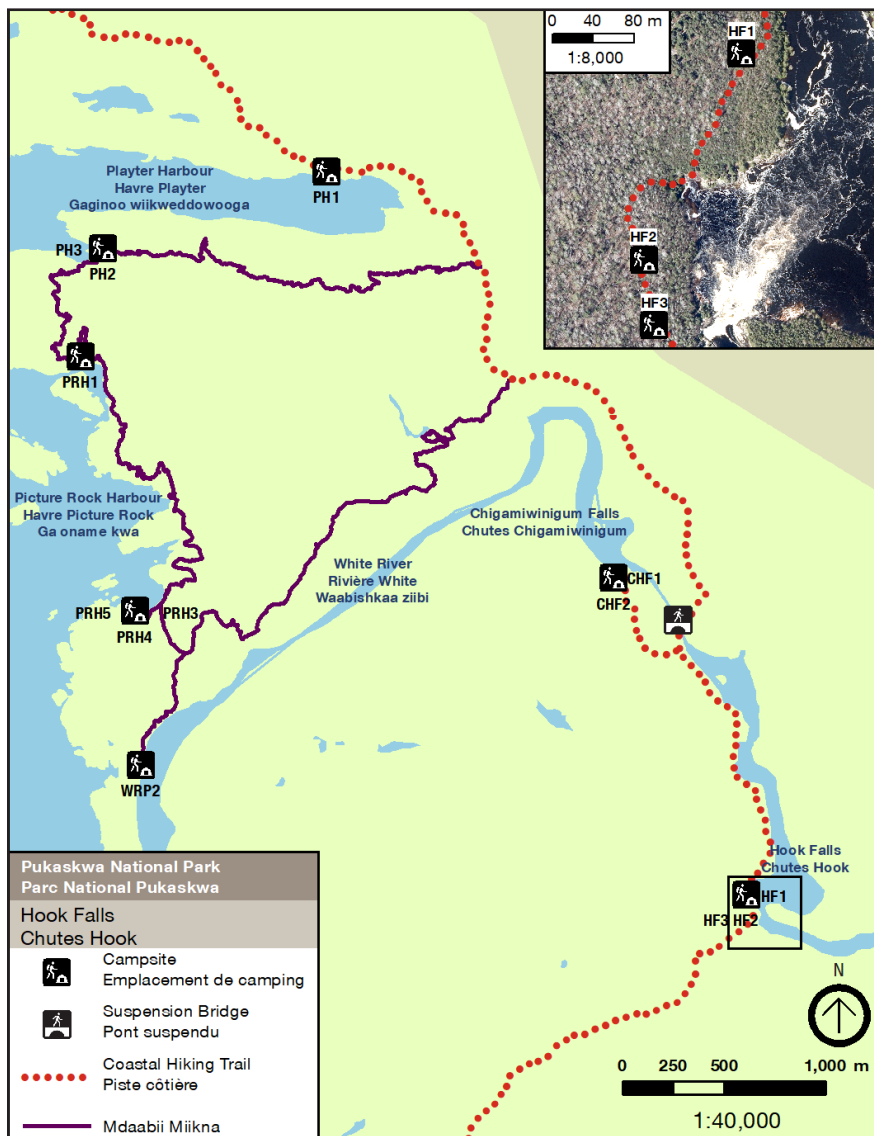 0 40 80 m
1:8,000
HF1
HF2
HF3
Playter Harbour
Havre Playter
Gaginoo wiikweddowooga
PH1
PH3
PH2
PRH1
Picture Rock Harbour
Havre Picture Rock
Ga oname kwa
Chigamiwinigum Falls
Chutes Chigamiwinigum
White River
Rivière White
Waabishkaa ziibi
CHF1
CHF2
PRH5
PRH3
PRH4
WRP2
Hook Falls
Chutes Hook
HF1
HF3 HF2
Pukaskwa National Park
Parc National Pukaskwa
Hook Falls
Chutes Hook
Campsite
Emplacement de camping
Suspension Bridge
Pont suspendu
Coastal Hiking Trail
Piste côtière
Mdaabii Miikna
N
0 250 500 1,000 m
1:40,000